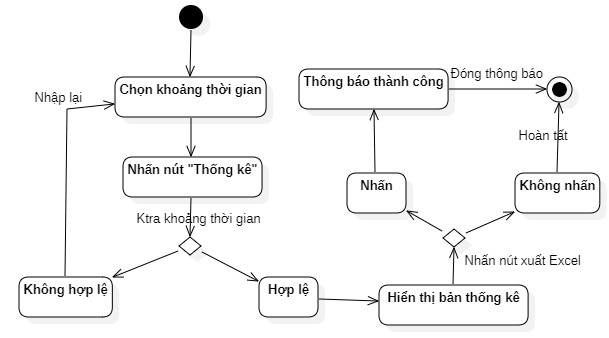 Chọn khoảng thời gian
Nhập lại
Nhấn nút "Thống kê"
Ktra khoảng thời gian
Không hợp lệ
Hợp lệ
Hiển thị bản thống kê
Nhấn nút xuất Excel
Nhấn
Không nhấn
Thông báo thành công
Đóng thông báo
Hoàn tất